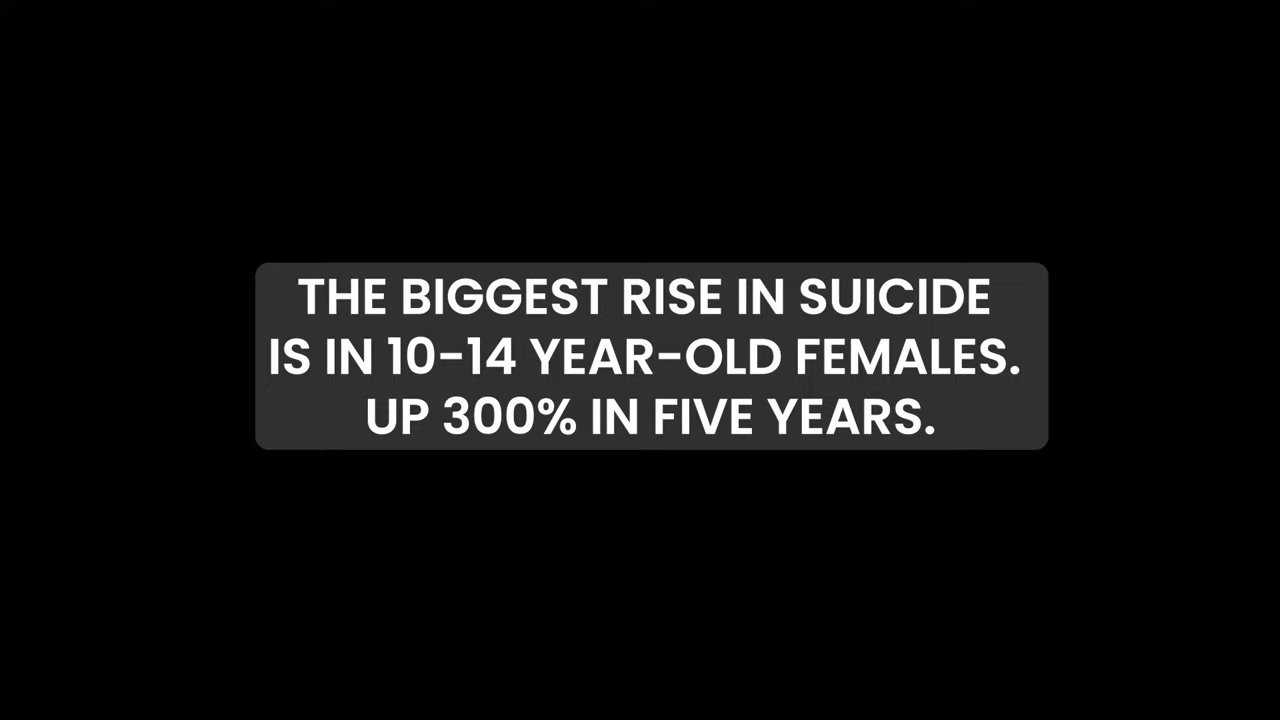 THE BIGGEST RISE IN SUICIDE
IS IN 10-14 YEAR-OLD FEMALES.
UP 300% IN FIVE YEARS.